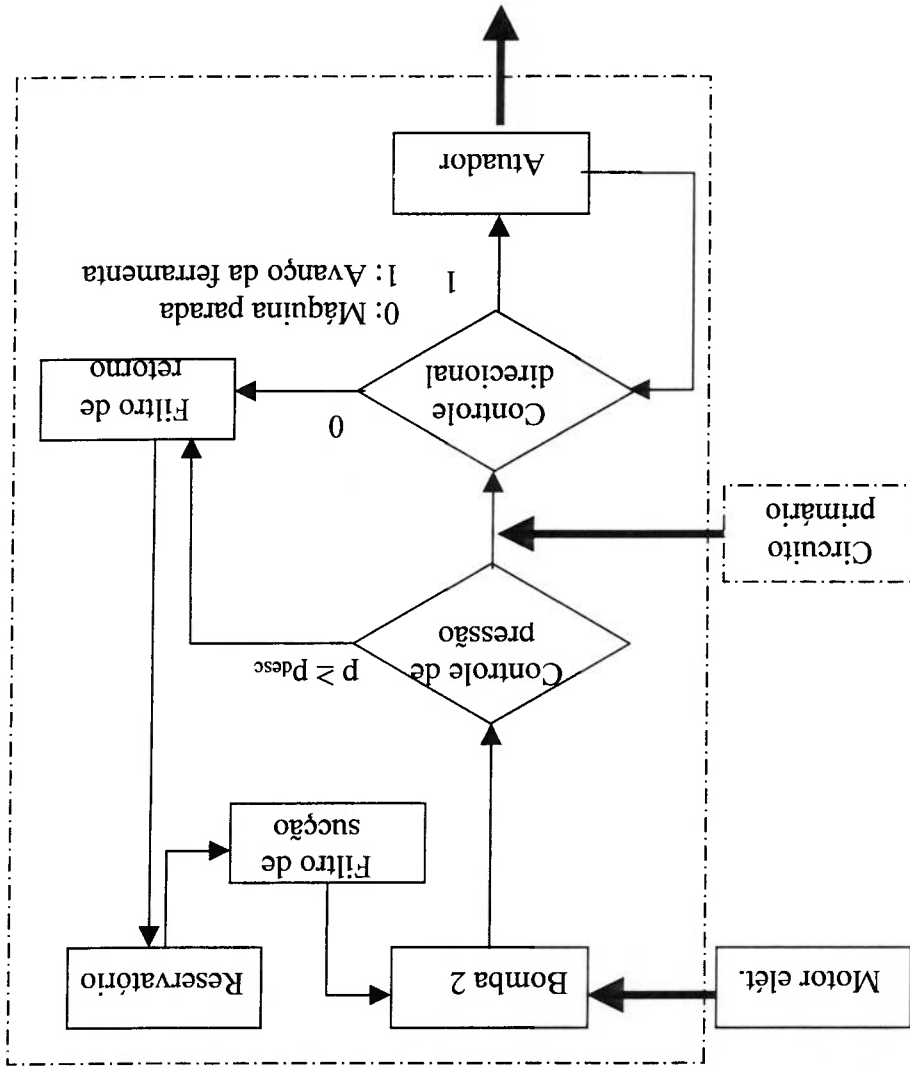 Motor elét.
Bomba 2
Reservatório
Filtro de
sucção
Controle de
pressão
p ≥ pdesc
Circuito
primário
Controle
direcional
0
Filtro de
retorno
0: Máquina parada
1: Avanço da ferramenta
1
Atuador